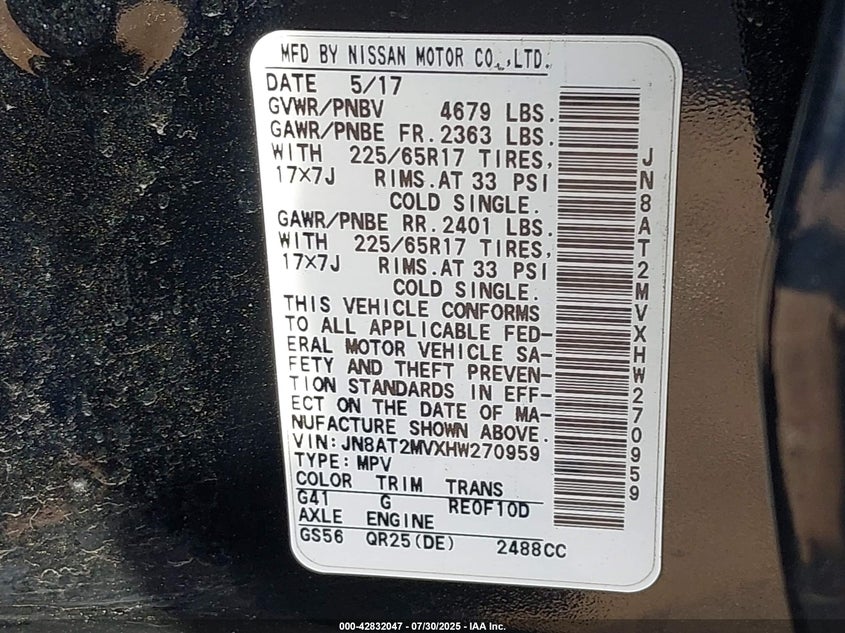 MFD BY NISSAN MOTOR CO.,LTD.
DATE 5/17
GVWR/PNBV 4679 LBS.
GAWR/PNBE FR.2363 LBS.
WITH 225/65R17 TIRES,
17×7J RIMS.AT 33 PSI
COLD SINGLE.
GAWR/PNBE RR.2401 LBS.
WITH 225/65R17 TIRES,
17×7J RIMS.AT 33 PSI
COLD SINGLE.
THIS VEHICLE CONFORMS
TO ALL APPLICABLE FED-
ERAL MOTOR VEHICLE SA-
FETY AND THEFT PREVEN-
TION STANDARDS IN EFF-
ECT ON THE DATE OF MA-
NUFACTURE SHOWN ABOVE.
VIN:JN8AT2MVXHW270959
TYPE:MPV
COLOR TRIM TRANS
G41 G RE0F10D
AXLE ENGINE
GS56 QR25(DE) 2488CC
JN8AT2MVXHW270959
000-42832047 - 07/30/2025 - IAA Inc.